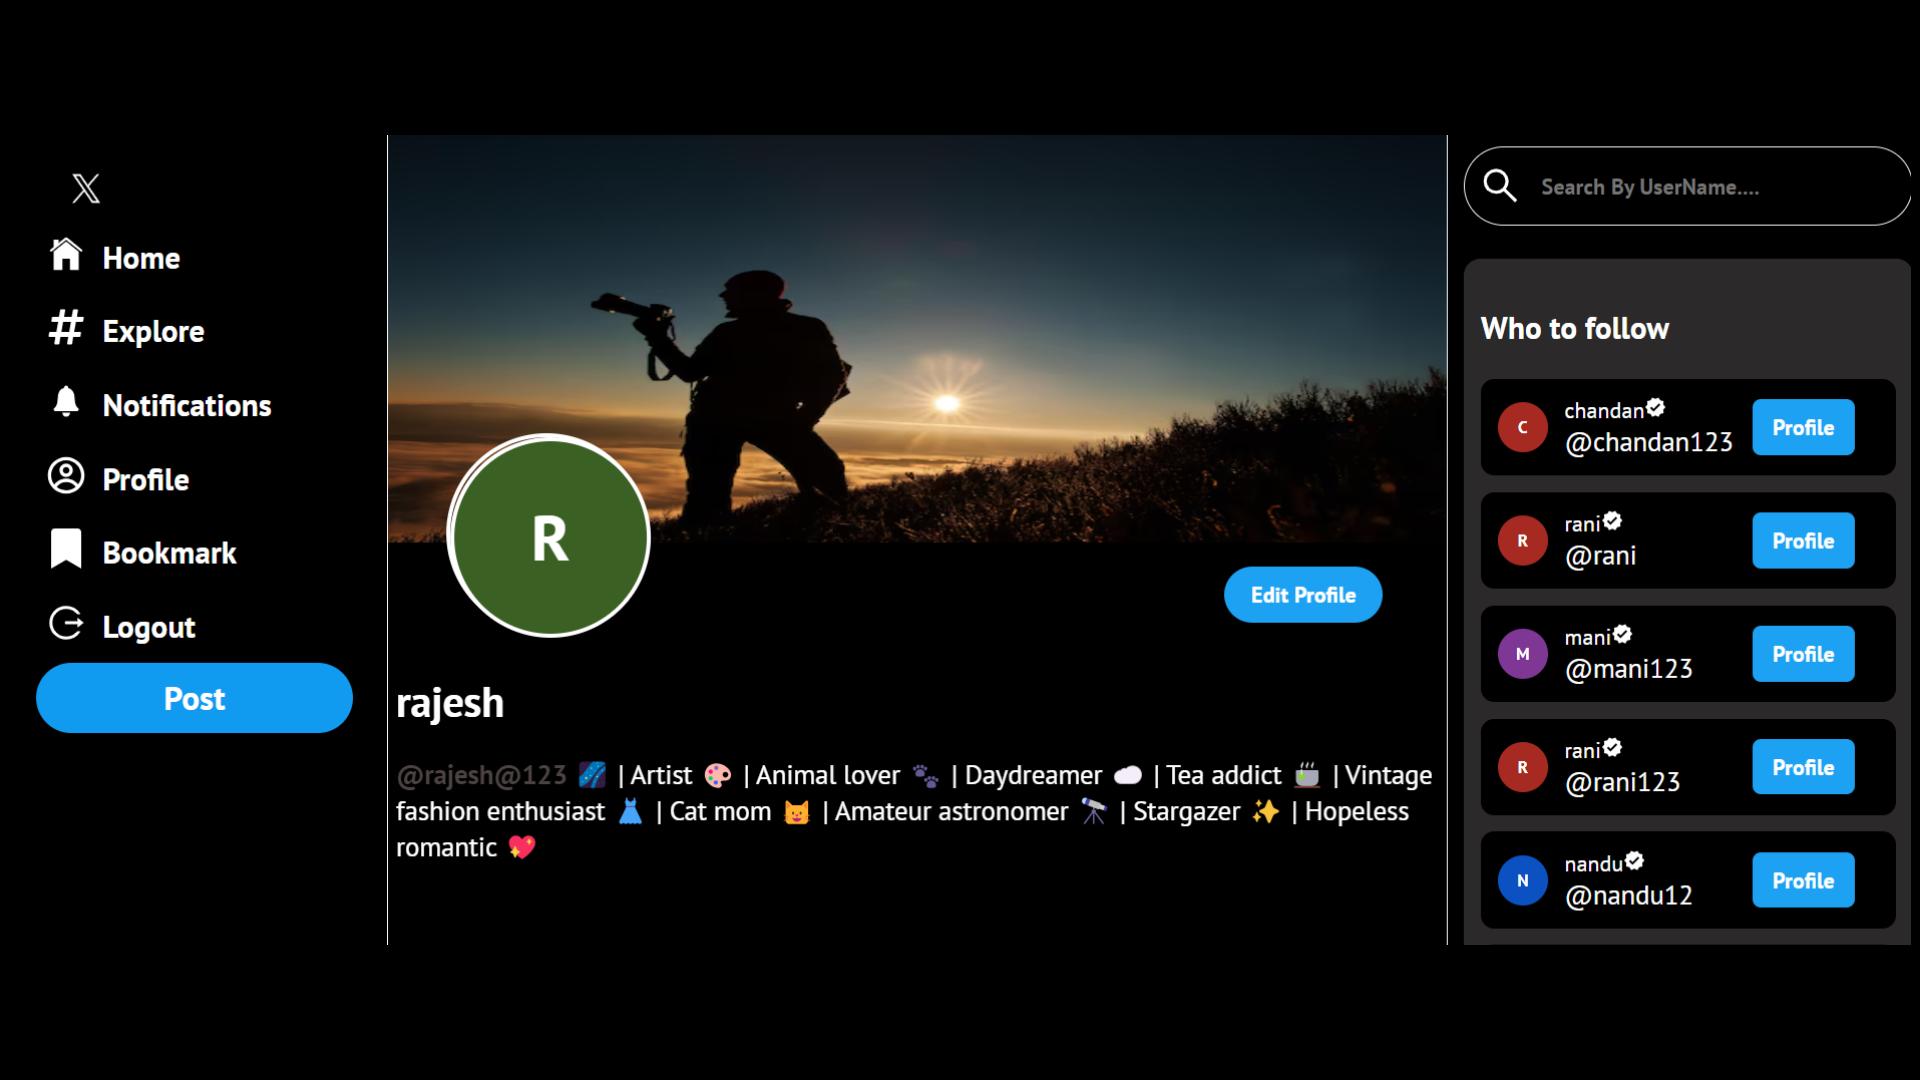 𝕏
Home
Explore
Notifications
Profile
Bookmark
Logout
Post
R
Edit Profile
rajesh
@rajesh@123 🌌 | Artist 🎨 | Animal lover 🐾 | Daydreamer ☁️ | Tea addict 🍵 | Vintage
fashion enthusiast 👗 | Cat mom 🐱 | Amateur astronomer 🔭 | Stargazer ✨ | Hopeless
romantic 💖
Search By UserName....
Who to follow
C
chandan
@chandan123
Profile
R
rani
@rani
Profile
M
mani
@mani123
Profile
R
rani
@rani123
Profile
N
nandu
@nandu12
Profile